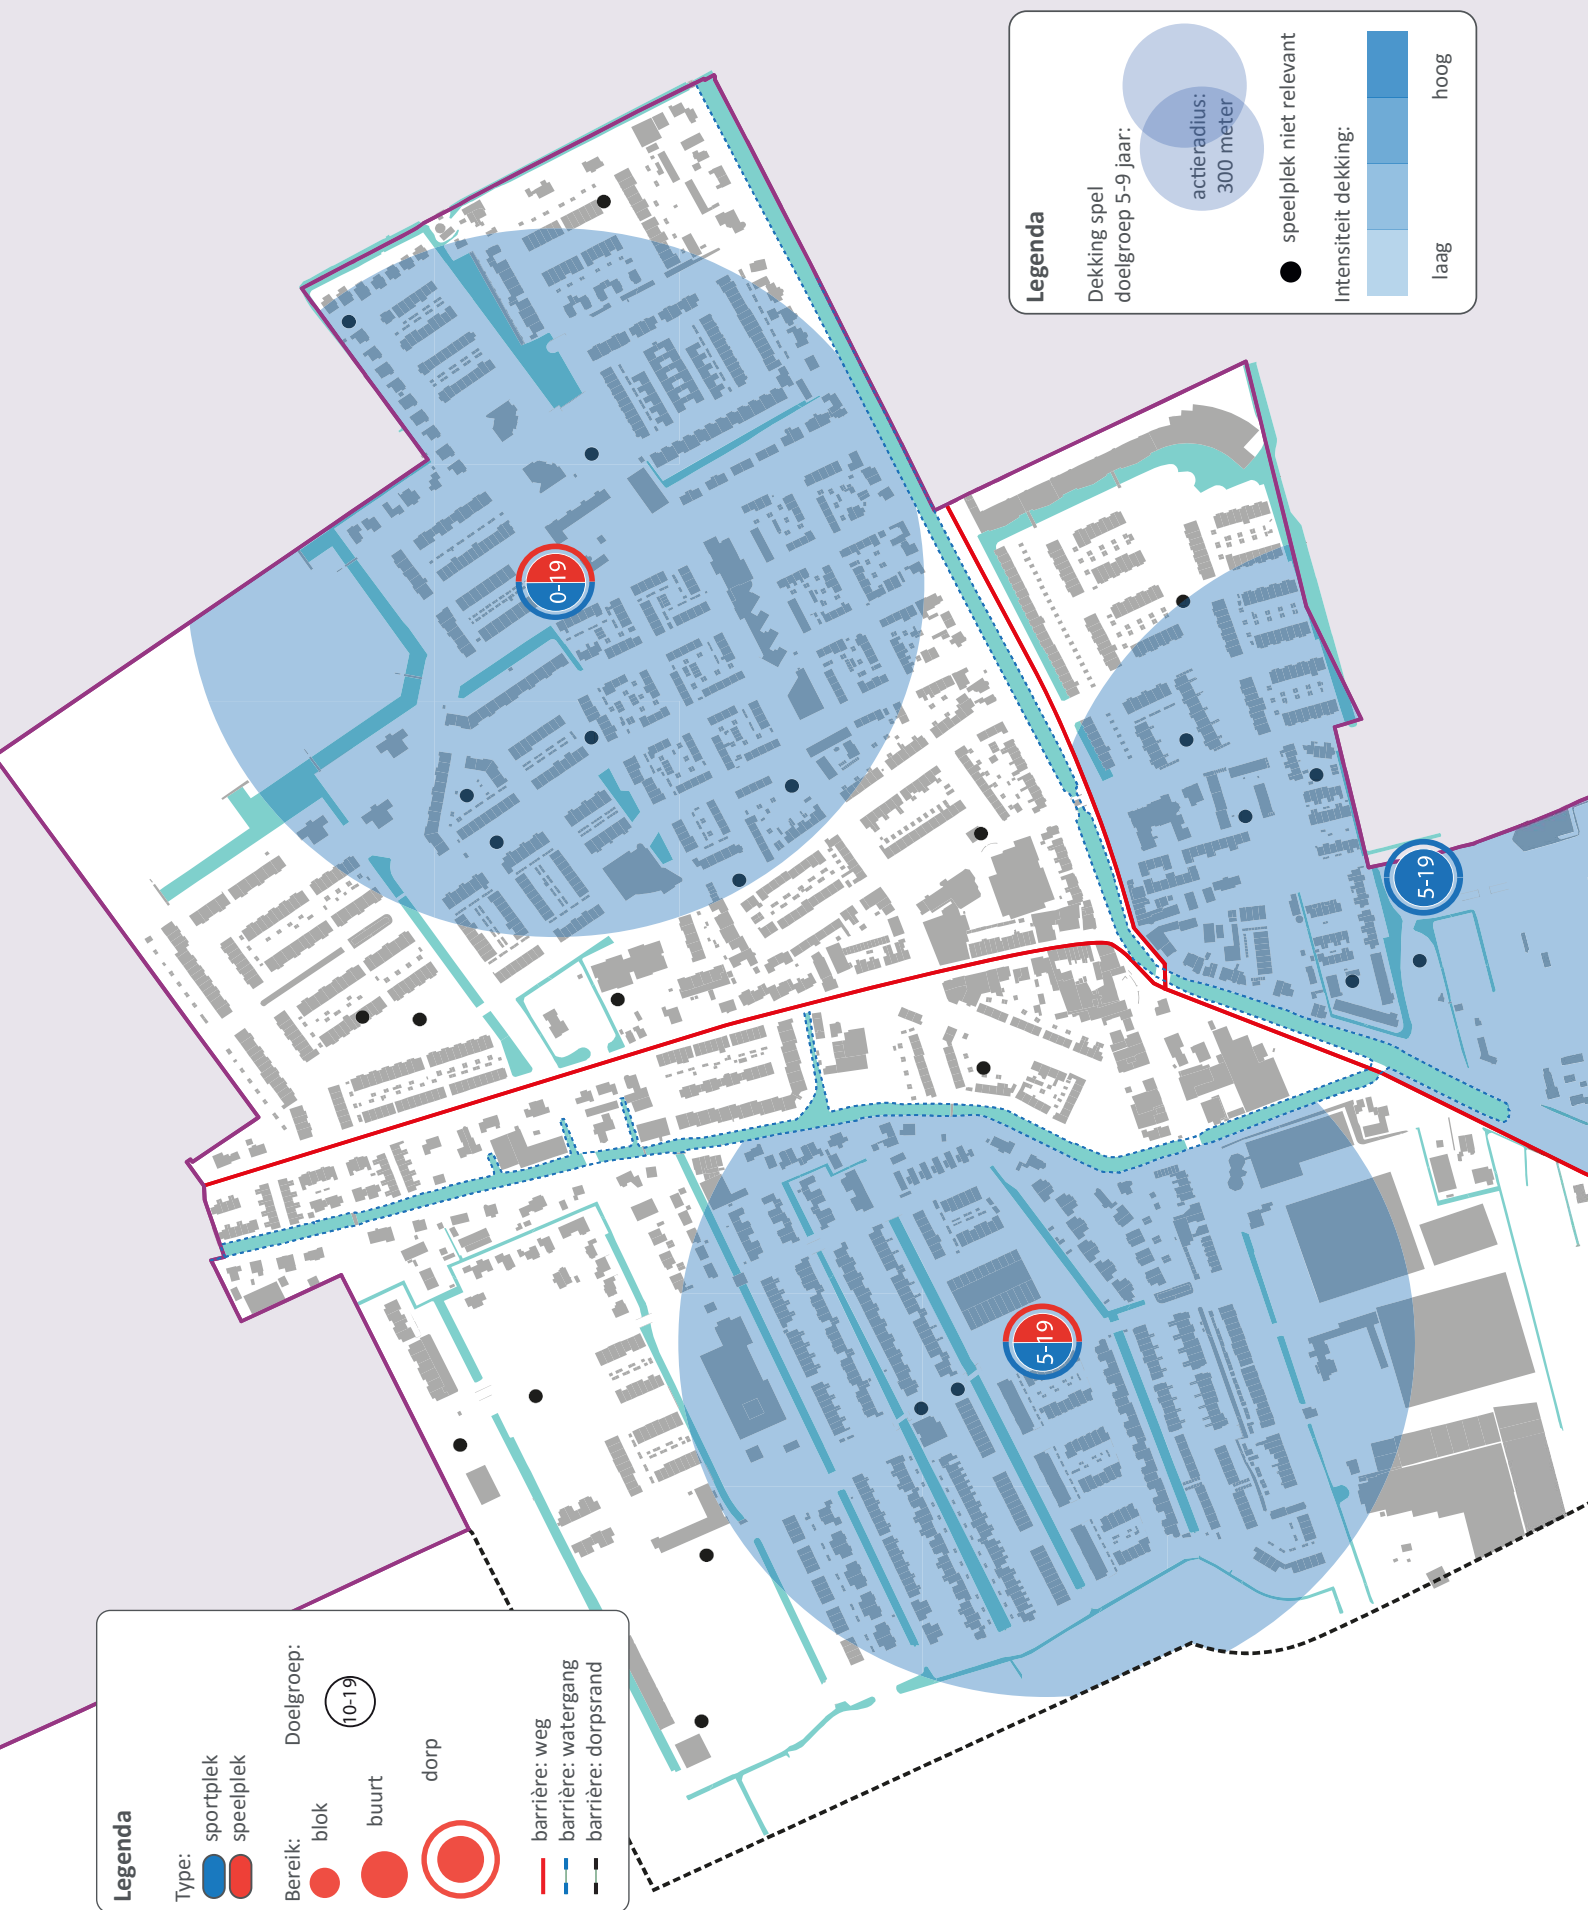 Legenda
Dekking spel
doelgroep 5-9 jaar:
actieradius:
300 meter
speelplek niet relevant
Intensiteit dekking:
laag
hoog
0-19
5-19
5-19
Legenda
Type:
sportplek
speelplek
Bereik:
blok
buurt
dorp
Doelgroep:
10-19
barrière: weg
barrière: watergang
barrière: dorpsrand